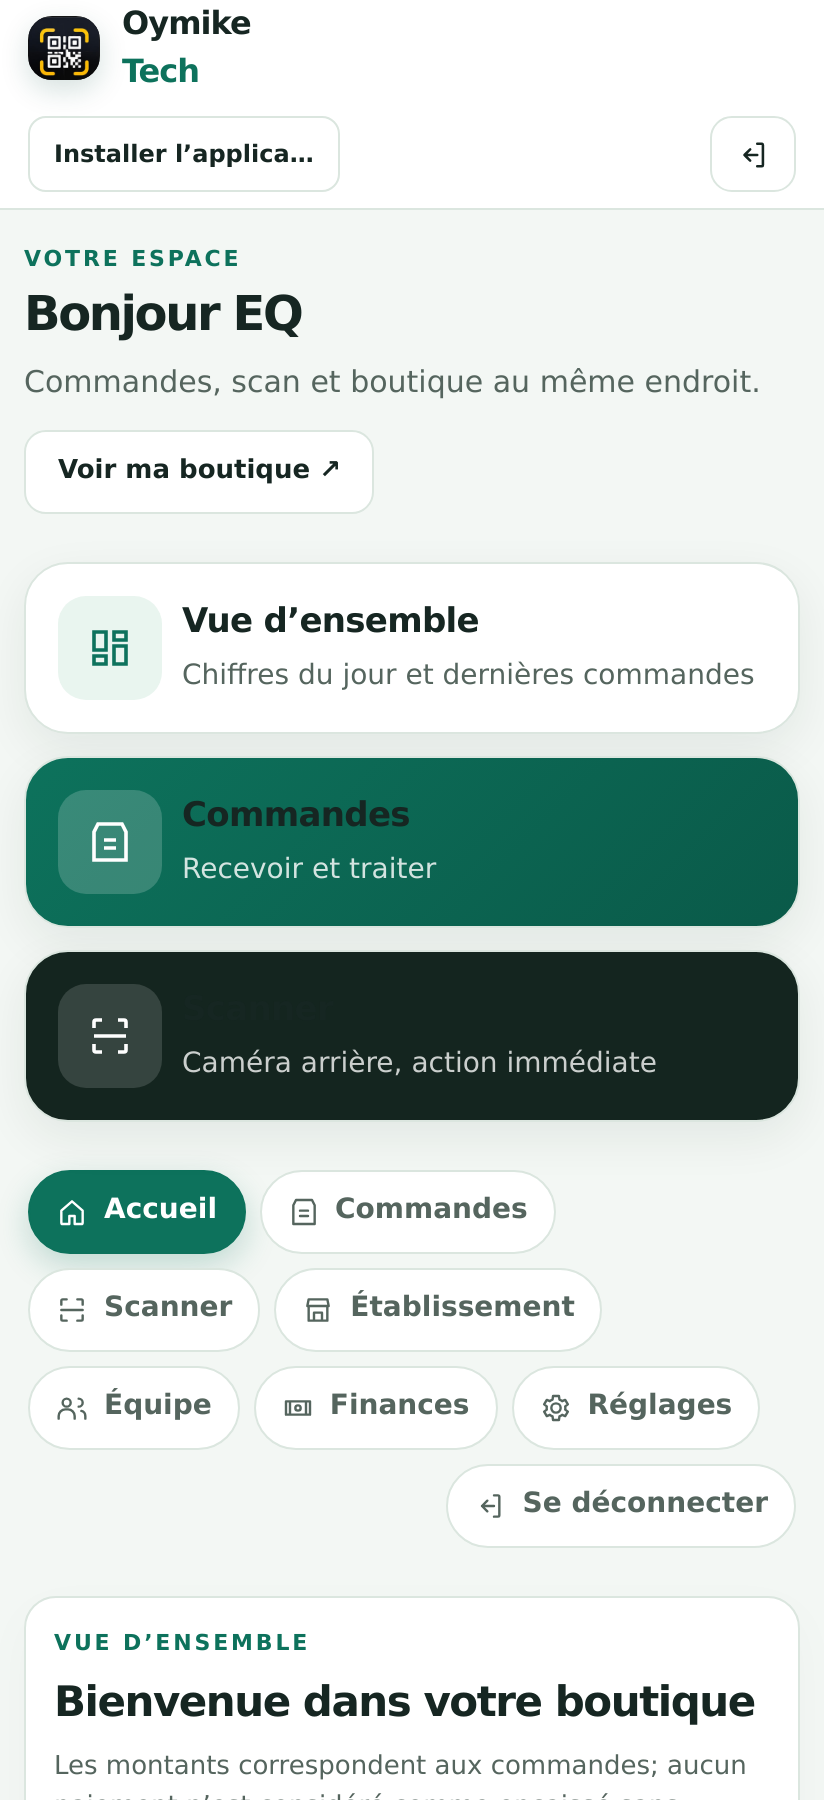 Oymike
Tech
Installer l’applica…
VOTRE ESPACE
Bonjour EQ
Commandes, scan et boutique au même endroit.
Voir ma boutique ↗
Vue d’ensemble
Chiffres du jour et dernières commandes
Commandes
Recevoir et traiter
Scanner
Caméra arrière, action immédiate
Accueil
Commandes
Scanner
Établissement
Équipe
Finances
Réglages
Se déconnecter
VUE D’ENSEMBLE
Bienvenue dans votre boutique
Les montants correspondent aux commandes; aucun